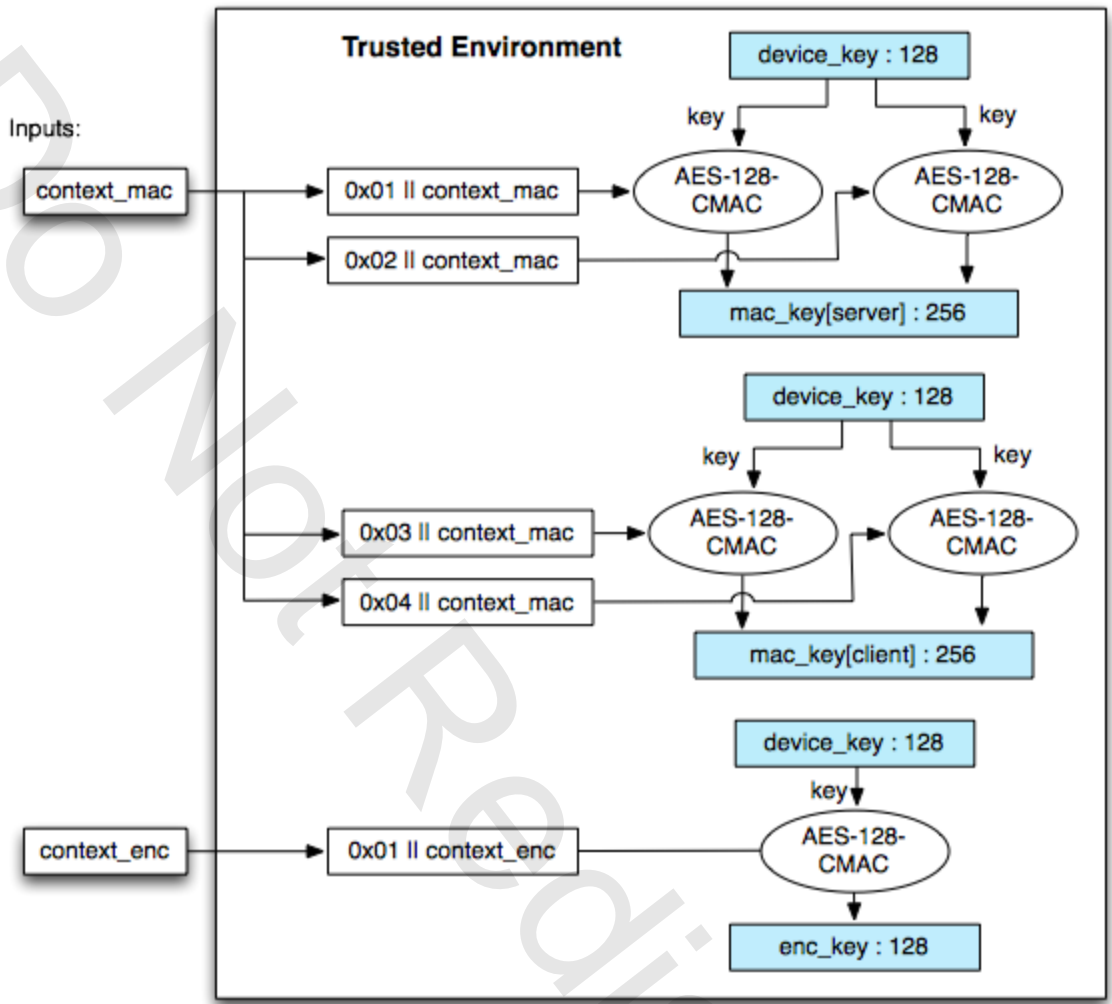 Trusted Environment
device_key : 128
Inputs:
key
key
context_mac
0x01 || context_mac
AES-128-
CMAC
AES-128-
CMAC
0x02 || context_mac
mac_key[server] : 256
device_key : 128
key
key
0x03 || context_mac
AES-128-
CMAC
AES-128-
CMAC
0x04 || context_mac
mac_key[client] : 256
device_key : 128
key
context_enc
0x01 || context_enc
AES-128-
CMAC
enc_key : 128
Do Not Redi